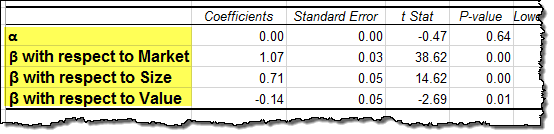 Coefficients Standard Error t Stat P-value Lowe
α 0.00 0.00 -0.47 0.64
β with respect to Market 1.07 0.03 38.62 0.00
β with respect to Size 0.71 0.05 14.62 0.00
β with respect to Value -0.14 0.05 -2.69 0.01